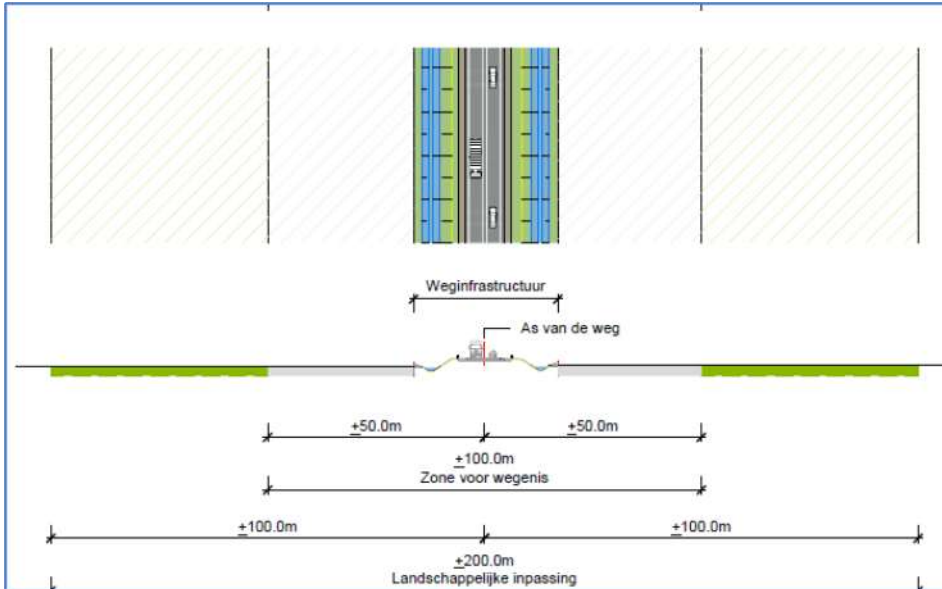 Weginfrastructuur
As van de weg
±50.0m ±50.0m
±100.0m
Zone voor wegenis
±100.0m ±100.0m
±200.0m
Landschappelijke inpassing